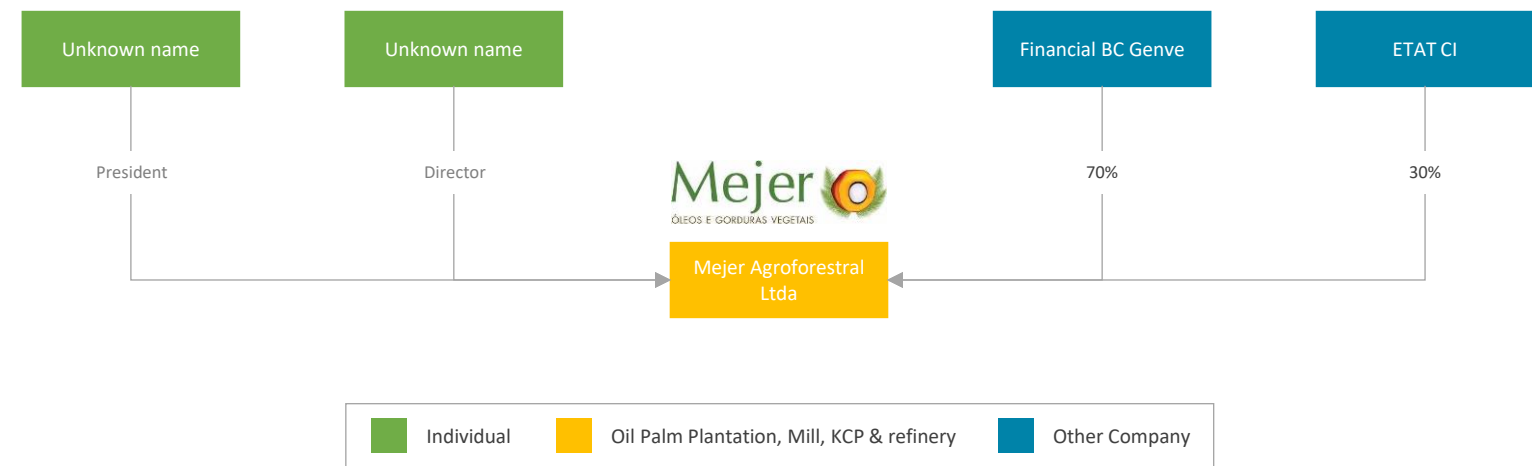 Unknown name
Unknown name
Financial BC Genve
ETAT CI
President
Director
70%
30%
Mejer
ÓLEOS E GORDURAS VEGETAIS
Mejer Agroforestral
Ltda
Individual
Oil Palm Plantation, Mill, KCP & refinery
Other Company